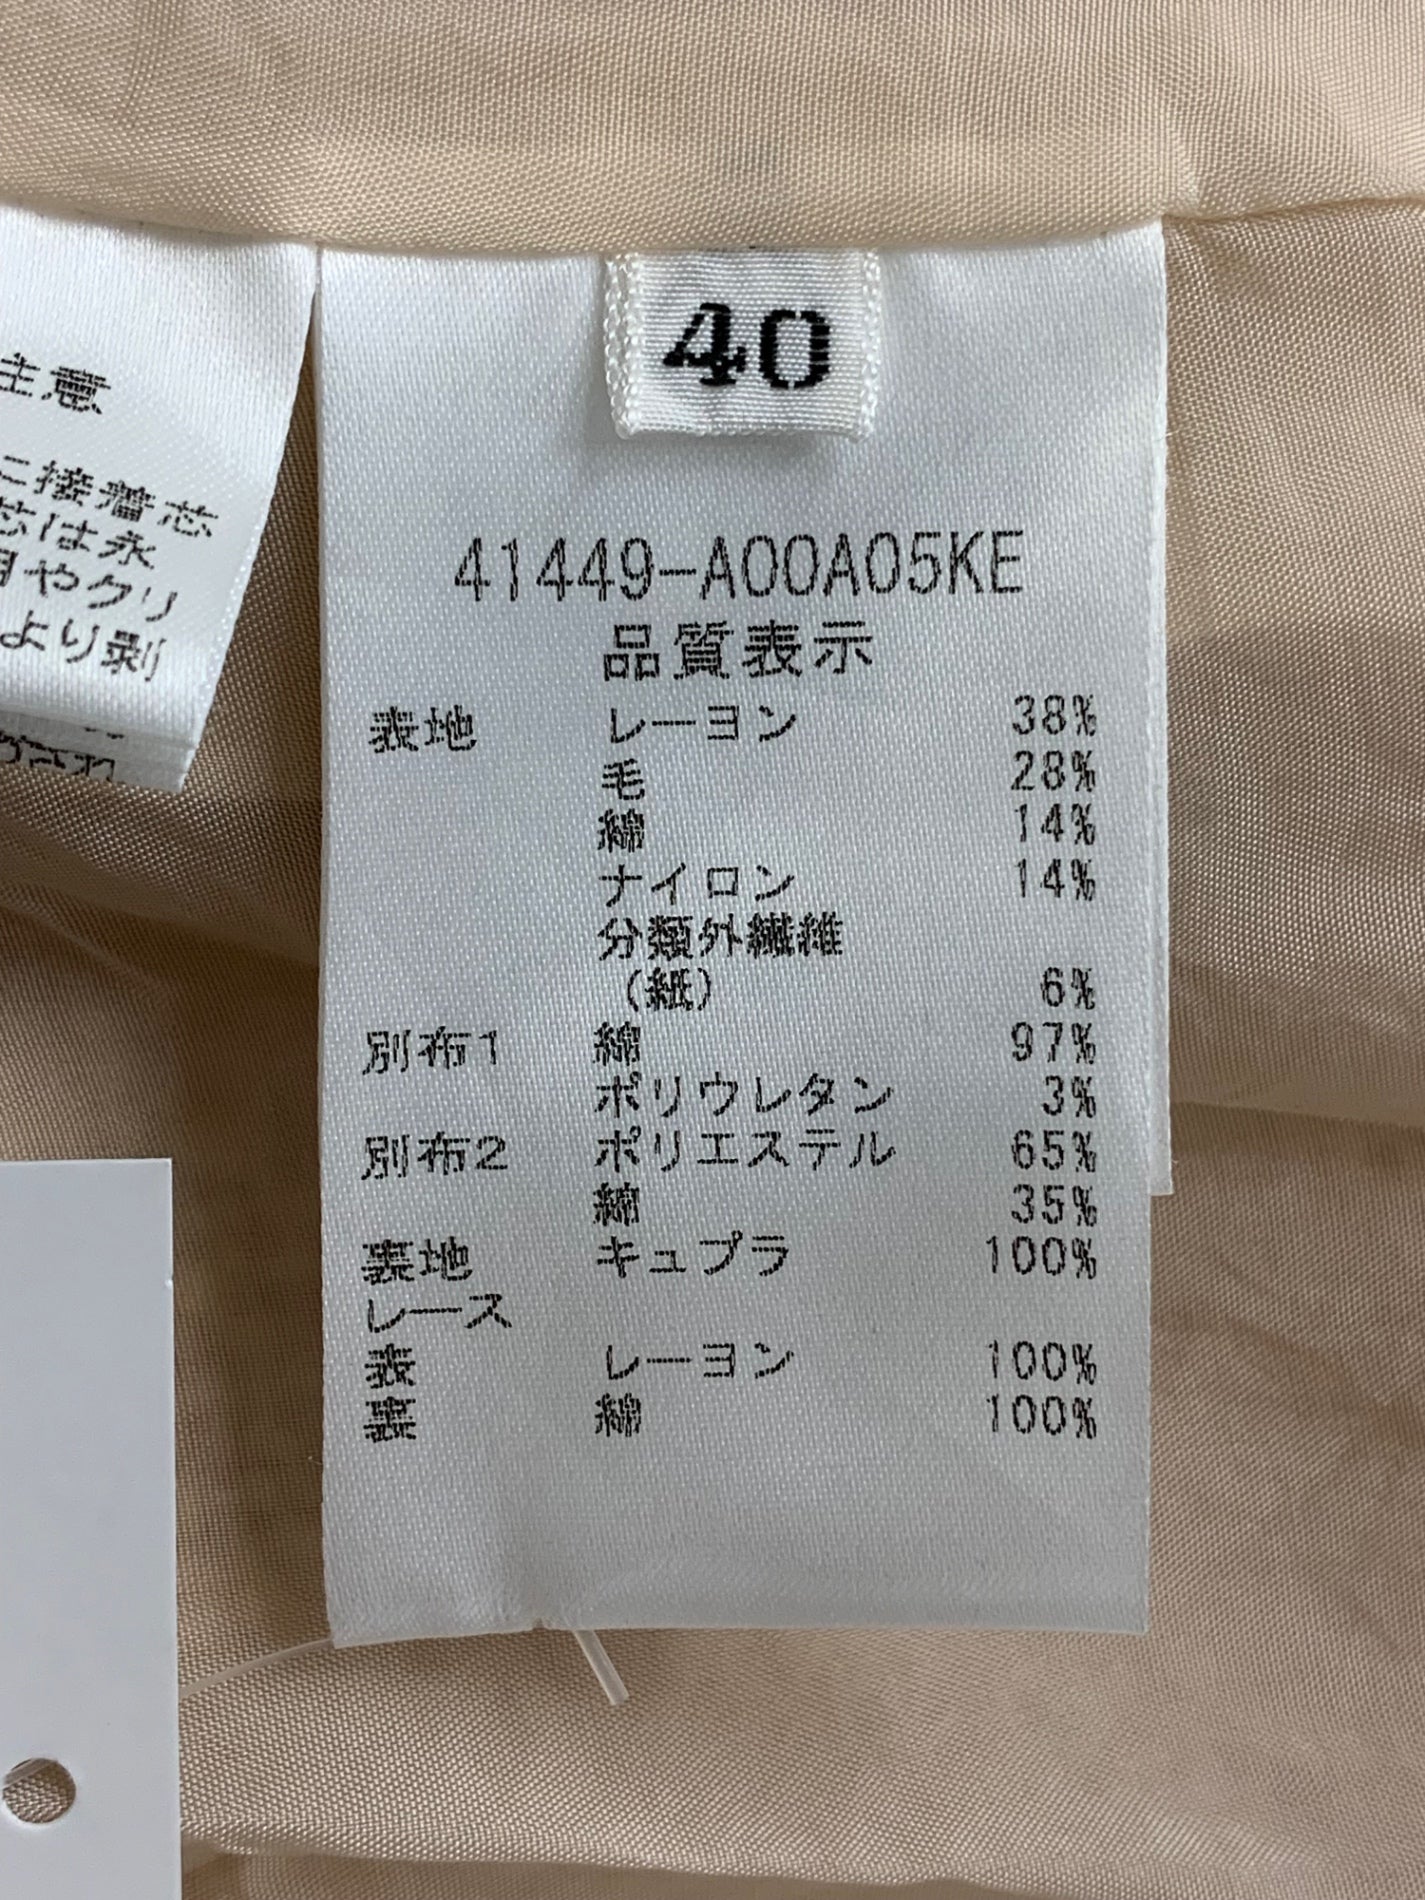 40
41449-A00A05KE
品質表示
表地 レーヨン 38%
毛 28%
綿 14%
ナイロン 14%
分類外繊維
(紙) 6%
別布1 綿 97%
ポリウレタン 3%
別布2 ポリエステル 65%
綿 35%
裏地 キュプラ 100%
レース
表 レーヨン 100%
裏 綿 100%
意
に接着芯
芯は永
やクリ
より剥